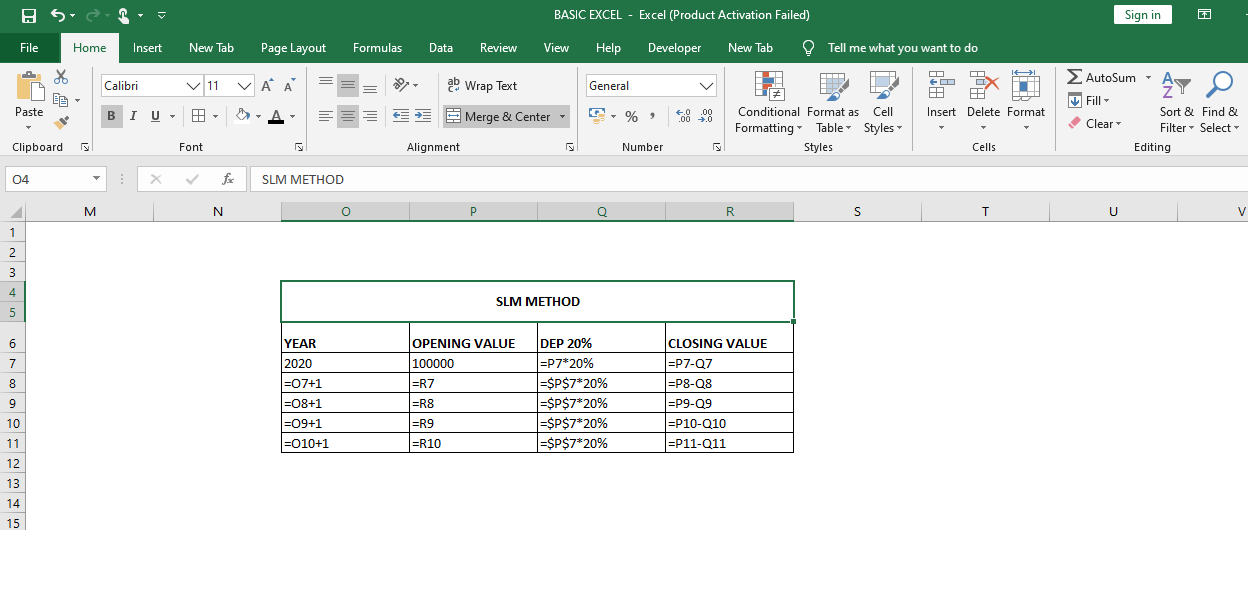 BASIC EXCEL - Excel (Product Activation Failed) Sign in
File Home Insert New Tab Page Layout Formulas Data Review View Help Developer New Tab Tell me what you want to do
Paste
Clipboard
Calibri 11 A A
B I U A
Font
ab Wrap Text
Merge & Center
Alignment
General
% , .00 .0
Number
Conditional Formatting
Format as Table
Cell Styles
Styles
Insert Delete Format
Cells
AutoSum
Fill
Clear
Sort & Filter
Find & Select
Editing
O4 fx SLM METHOD
M N O P Q R S T U V
1
2
3
4 SLM METHOD
5
6 YEAR OPENING VALUE DEP 20% CLOSING VALUE
7 2020 100000 =P7*20% =P7-Q7
8 =O7+1 =R7 =$P$7*20% =P8-Q8
9 =O8+1 =R8 =$P$7*20% =P9-Q9
10 =O9+1 =R9 =$P$7*20% =P10-Q10
11 =O10+1 =R10 =$P$7*20% =P11-Q11
12
13
14
15